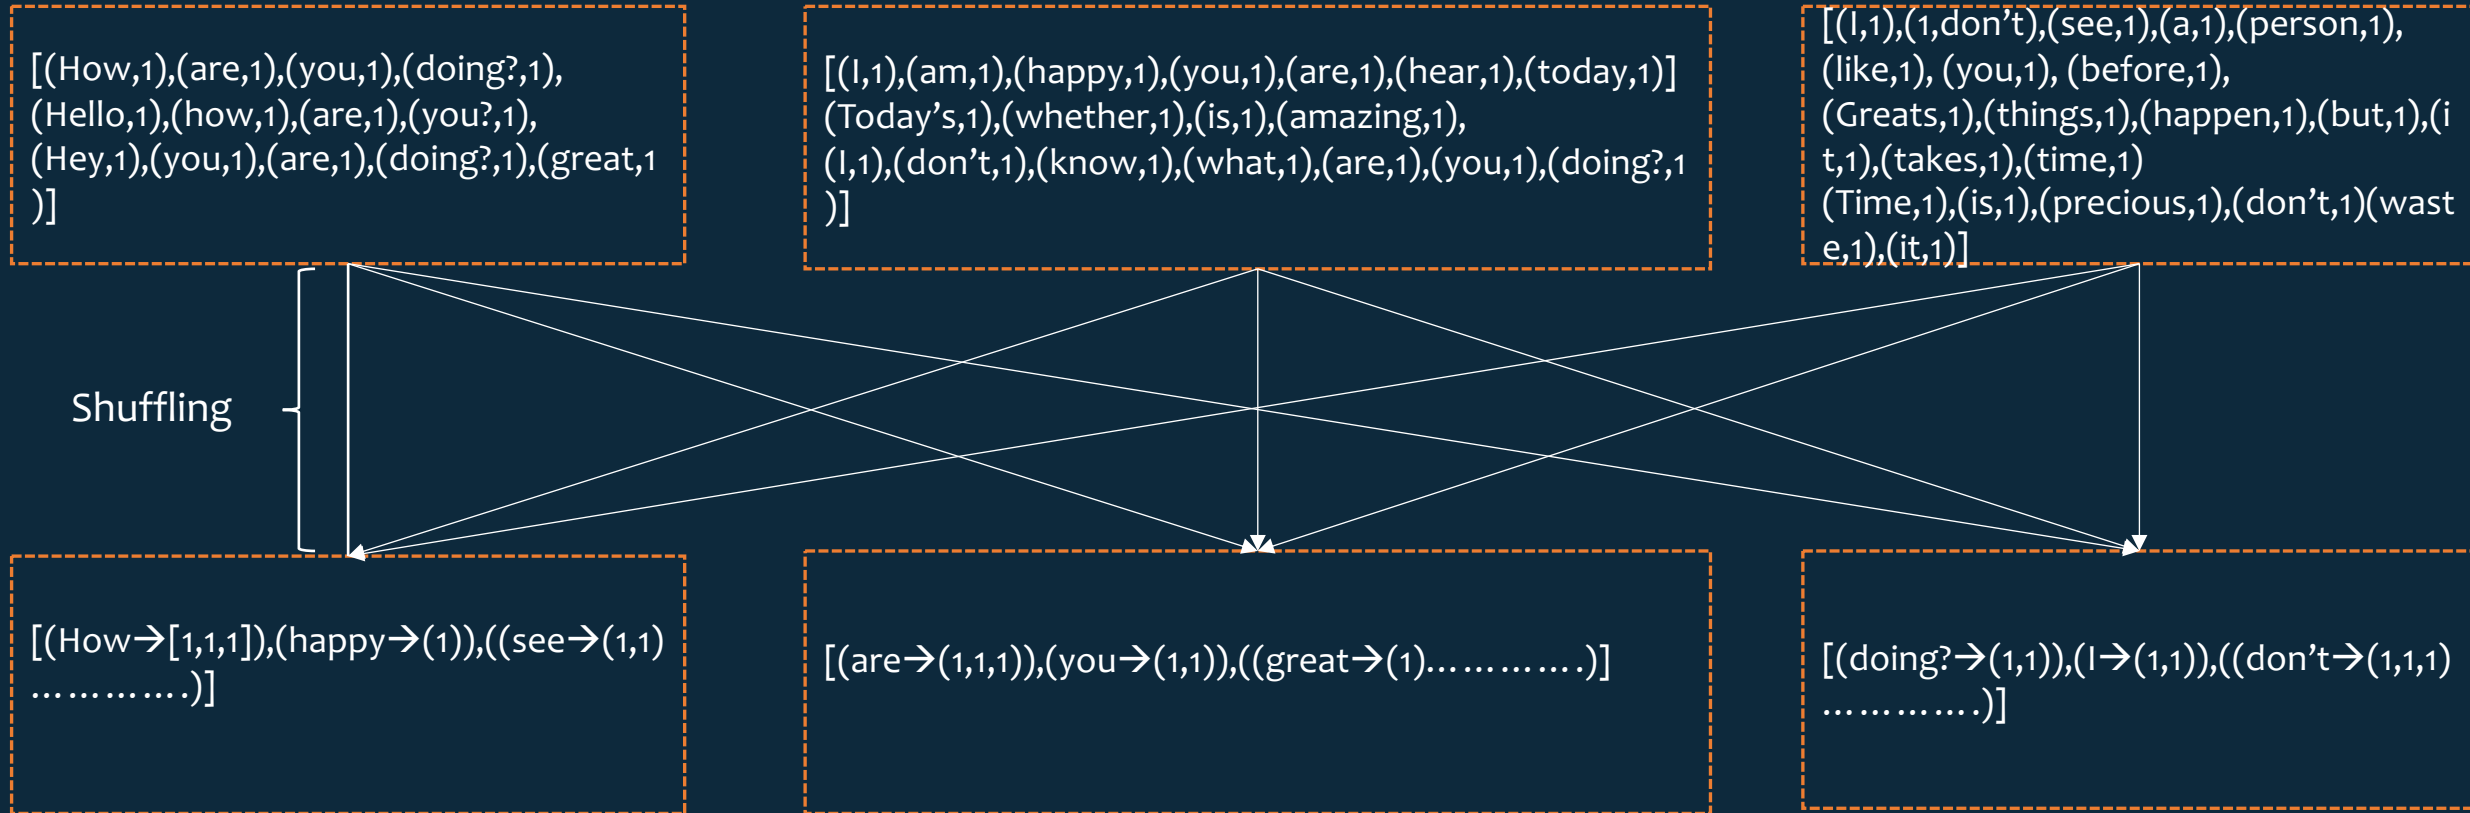 [(How,1),(are,1),(you,1),(doing?,1),
(Hello,1),(how,1),(are,1),(you?,1),
(Hey,1),(you,1),(are,1),(doing?,1),(great,1
)]
[(I,1),(am,1),(happy,1),(you,1),(are,1),(hear,1),(today,1)]
(Today’s,1),(whether,1),(is,1),(amazing,1),
(I,1),(don’t,1),(know,1),(what,1),(are,1),(you,1),(doing?,1
)]
[(I,1),(1,don’t),(see,1),(a,1),(person,1),
(like,1), (you,1), (before,1),
(Greats,1),(things,1),(happen,1),(but,1),(i
t,1),(takes,1),(time,1)
(Time,1),(is,1),(precious,1),(don’t,1)(wast
e,1),(it,1)]
Shuffling
[(How→[1,1,1]),(happy→(1)),((see→(1,1)
………….)]
[(are→(1,1,1)),(you→(1,1)),((great→(1)………….)]
[(doing?→(1,1)),(I→(1,1)),((don’t→(1,1,1)
………….)]